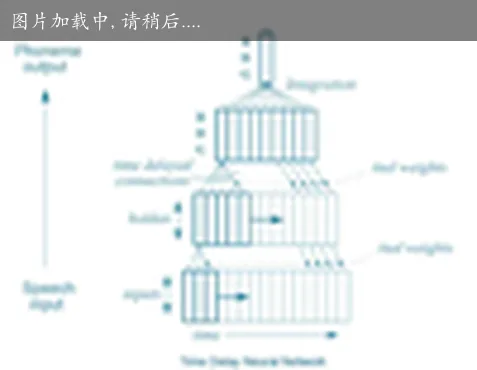 图片加载中,请稍后....
Phoneme
output
Integration
time delayed
connections
tied weights
hidden
tied weights
Speech
input
inputs
time
Time Delay Neural Network